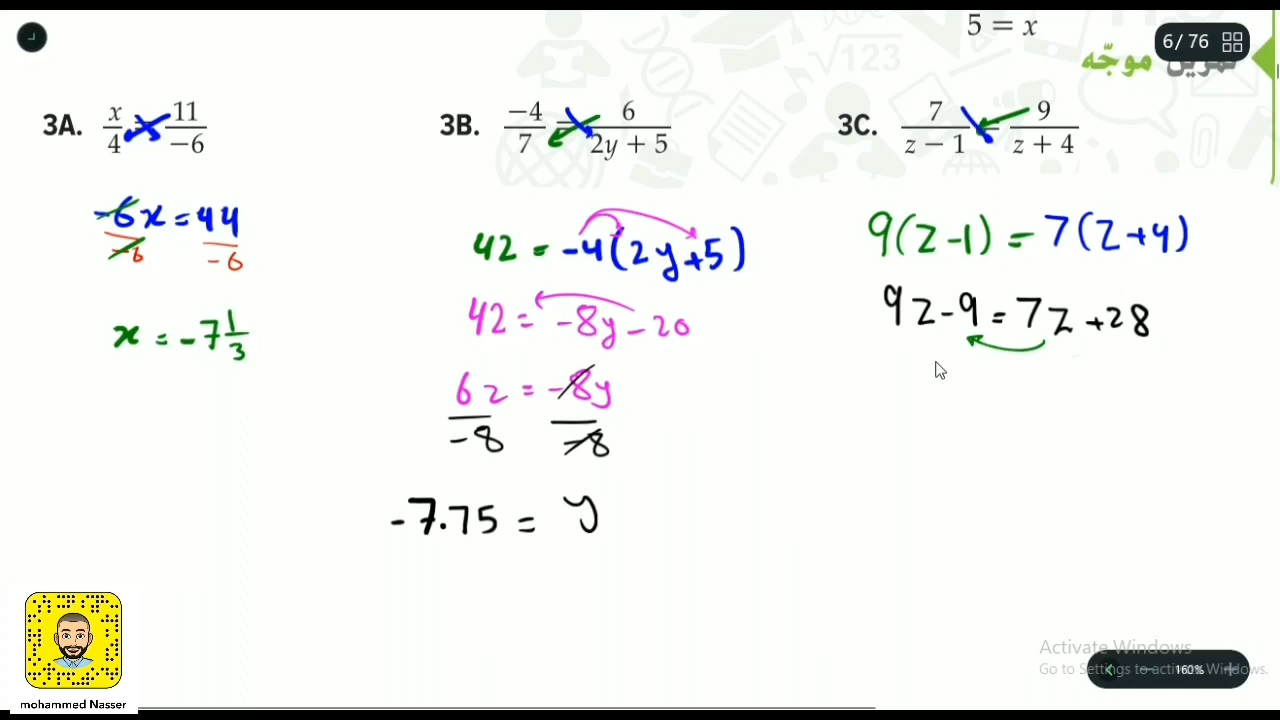 5 = x
6 / 76
تمرين موجّه
√123
3A. x/4 = 11/−6
-6x = 44
-6 -6
x = -7 1/3
3B. −4/7 = 6/2y + 5
42 = -4(2y+5)
42 = -8y - 20
62 = -8y
-8 -8
-7.75 = y
3C. 7/z − 1 = 9/z + 4
9(z-1) = 7(z+4)
9z - 9 = 7z + 28
mohammed Nasser
Activate Windows
Go to Settings to activate Windows.
160%